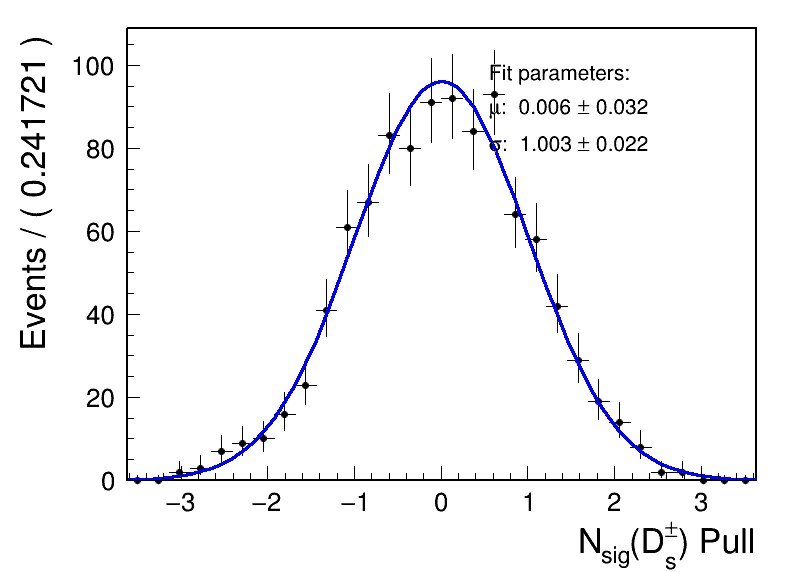 Events / ( 0.241721 )
100
80
60
40
20
0
Fit parameters:
μ: 0.006 ± 0.032
σ: 1.003 ± 0.022
−3 −2 −1 0 1 2 3
N_sig(D_s^±) Pull